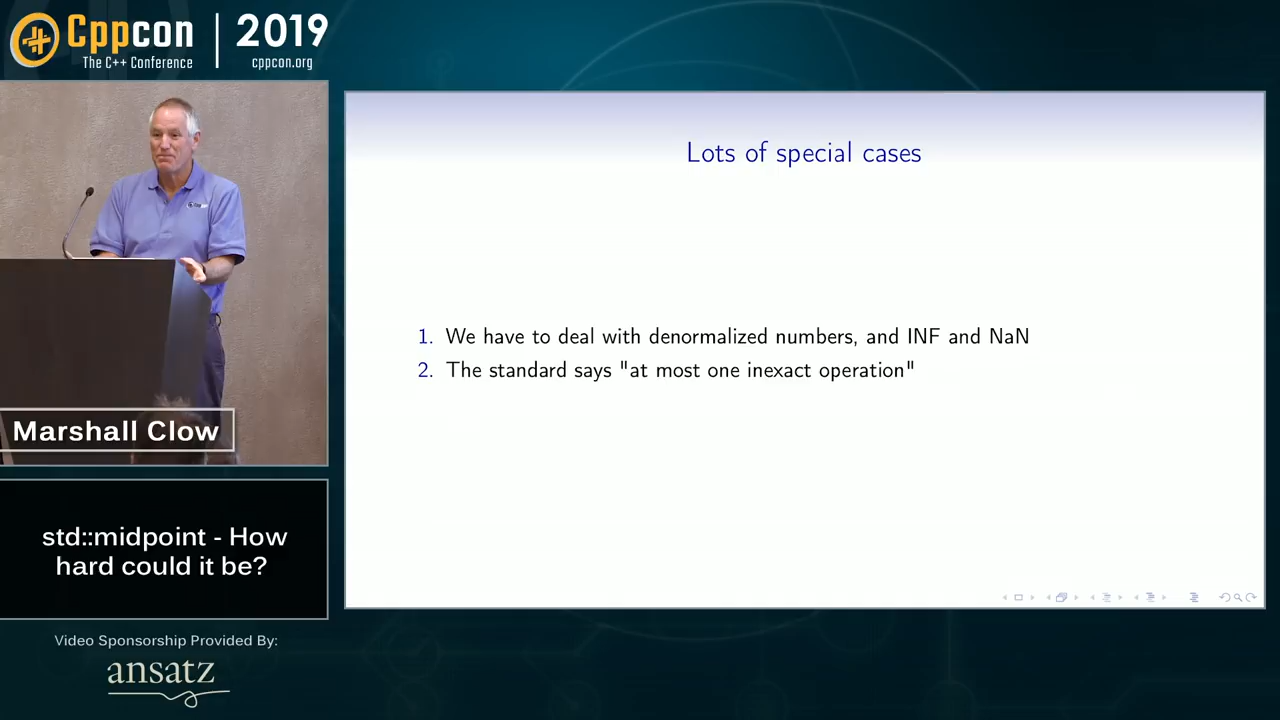 Cppcon
The C++ Conference
2019
cppcon.org
Lots of special cases
1. We have to deal with denormalized numbers, and INF and NaN
2. The standard says "at most one inexact operation"
Marshall Clow
std::midpoint - How
hard could it be?
Video Sponsorship Provided By:
ansatz